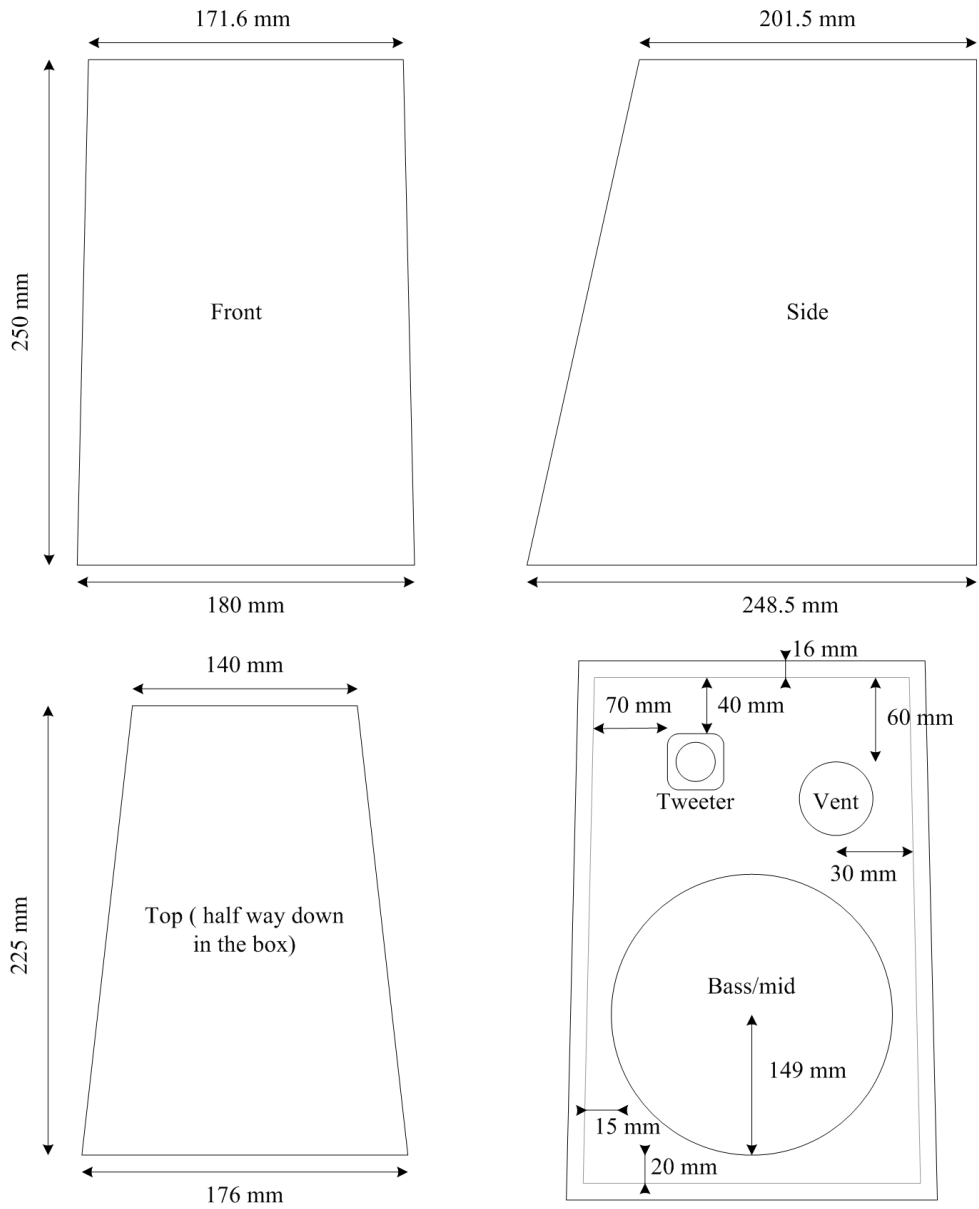 171.6 mm
201.5 mm
250 mm
Front
Side
180 mm
248.5 mm
140 mm
16 mm
70 mm
40 mm
60 mm
Tweeter
Vent
30 mm
225 mm
Top ( half way down
in the box)
Bass/mid
149 mm
15 mm
20 mm
176 mm